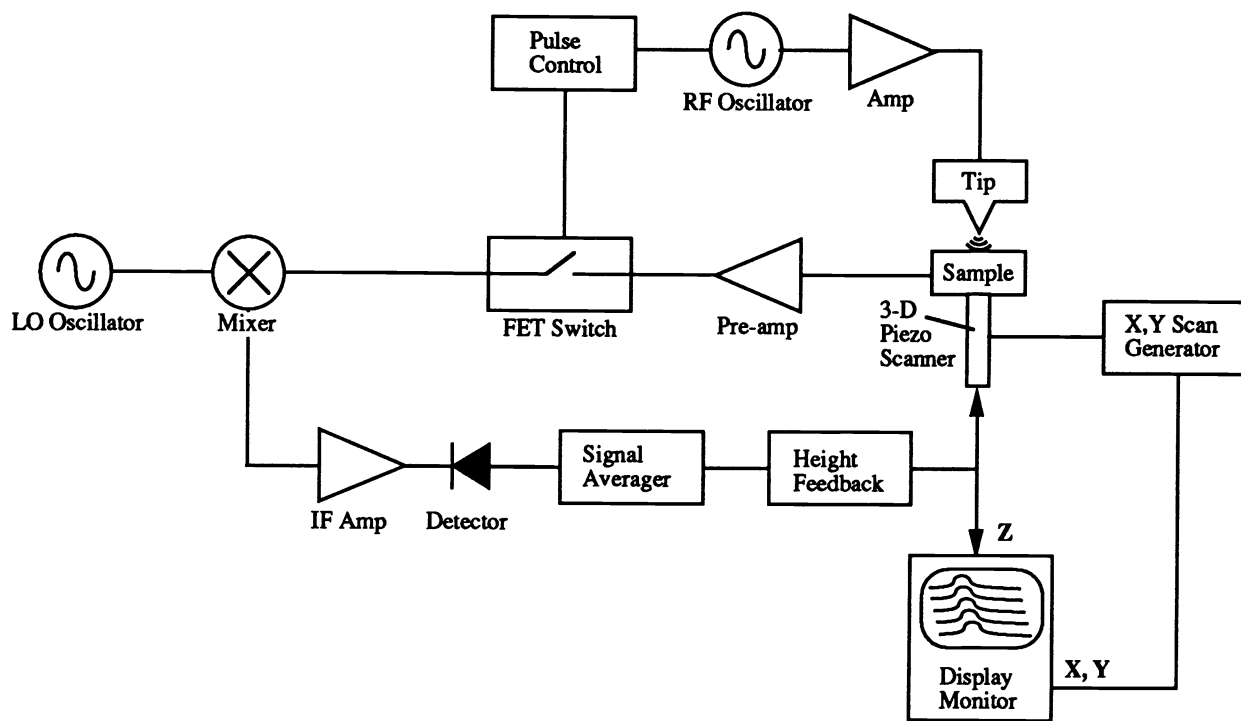 Pulse
Control
RF Oscillator
Amp
Tip
LO Oscillator
Mixer
FET Switch
Pre-amp
Sample
3-D
Piezo
Scanner
X,Y Scan
Generator
IF Amp
Detector
Signal
Averager
Height
Feedback
Z
Display
Monitor
X, Y